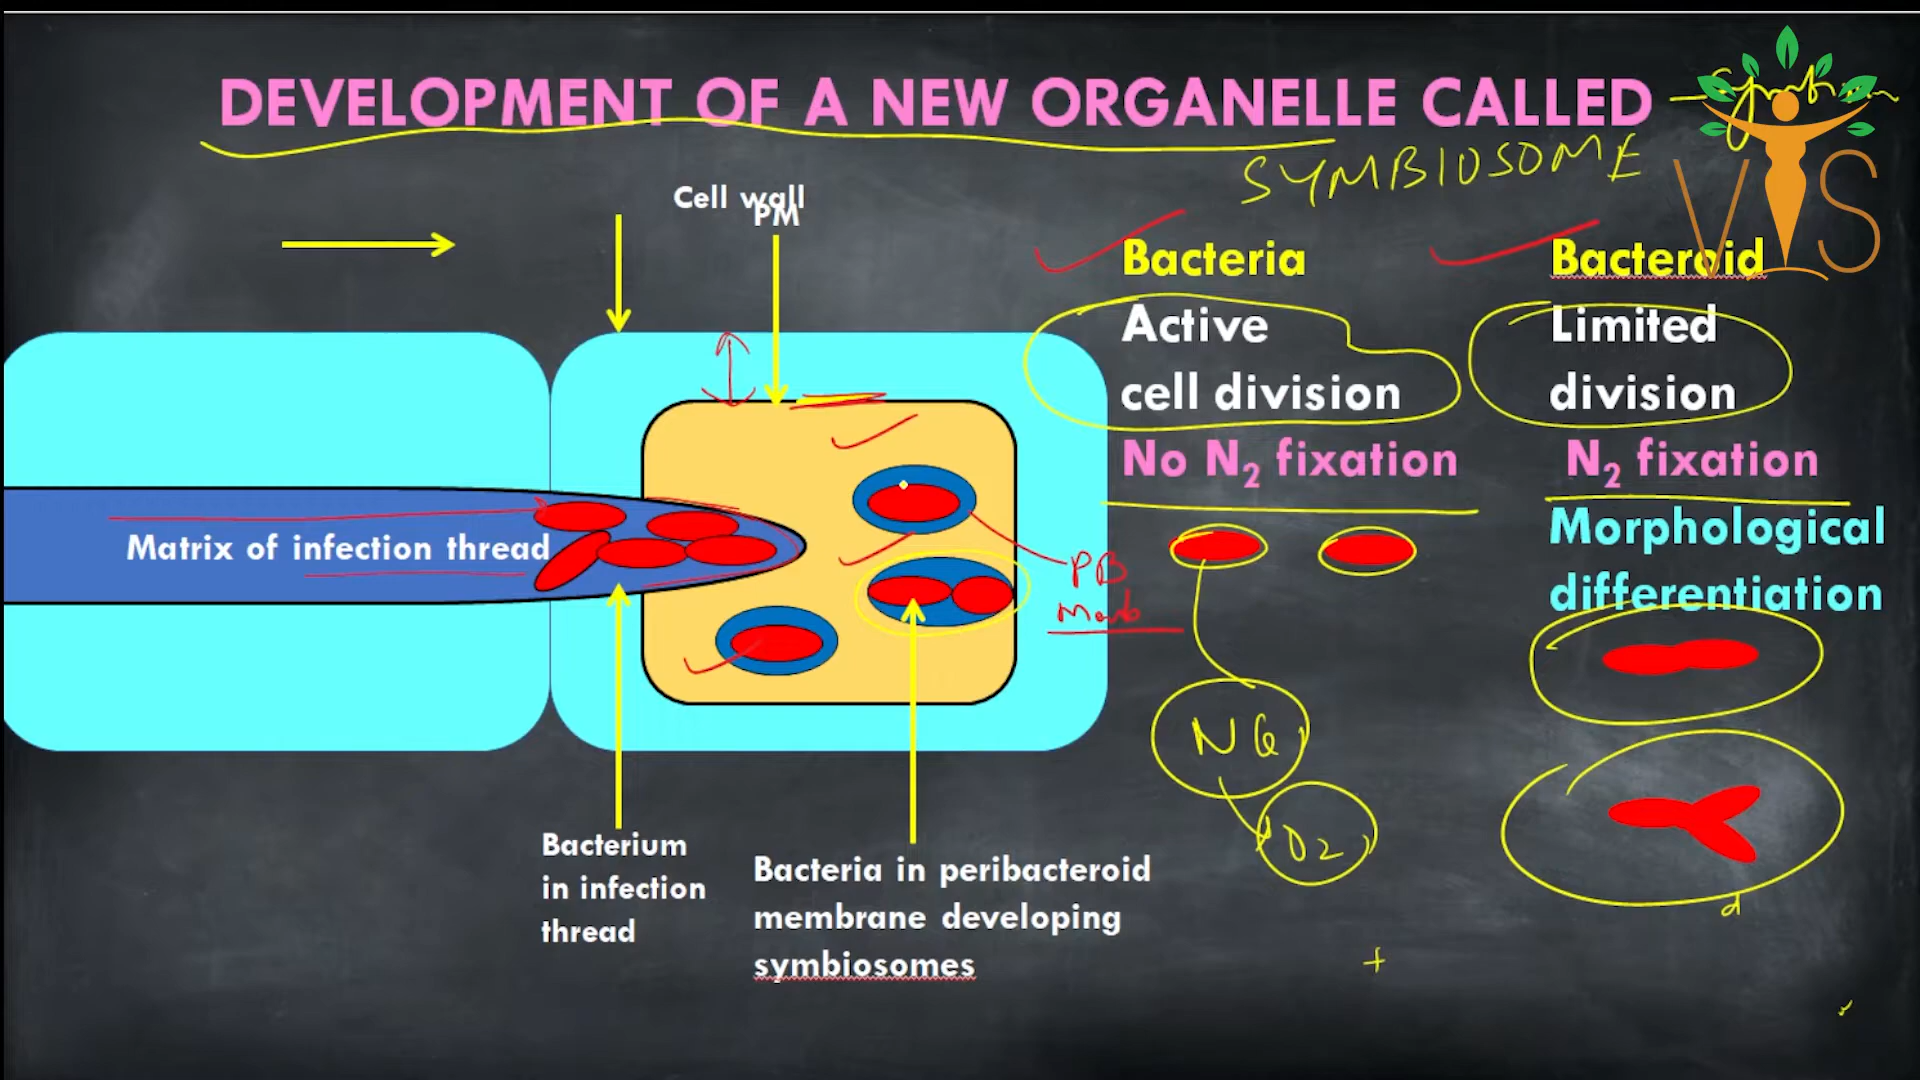 DEVELOPMENT OF A NEW ORGANELLE CALLED
SYMBIOSOME
VIS
Cell wall
PM
Bacteria
Active
cell division
No N₂ fixation
Bacteroid
Limited
division
N₂ fixation
Morphological
differentiation
Matrix of infection thread
PB
Bacterium
in infection
thread
Bacteria in peribacteroid
membrane developing
symbiosomes
O2